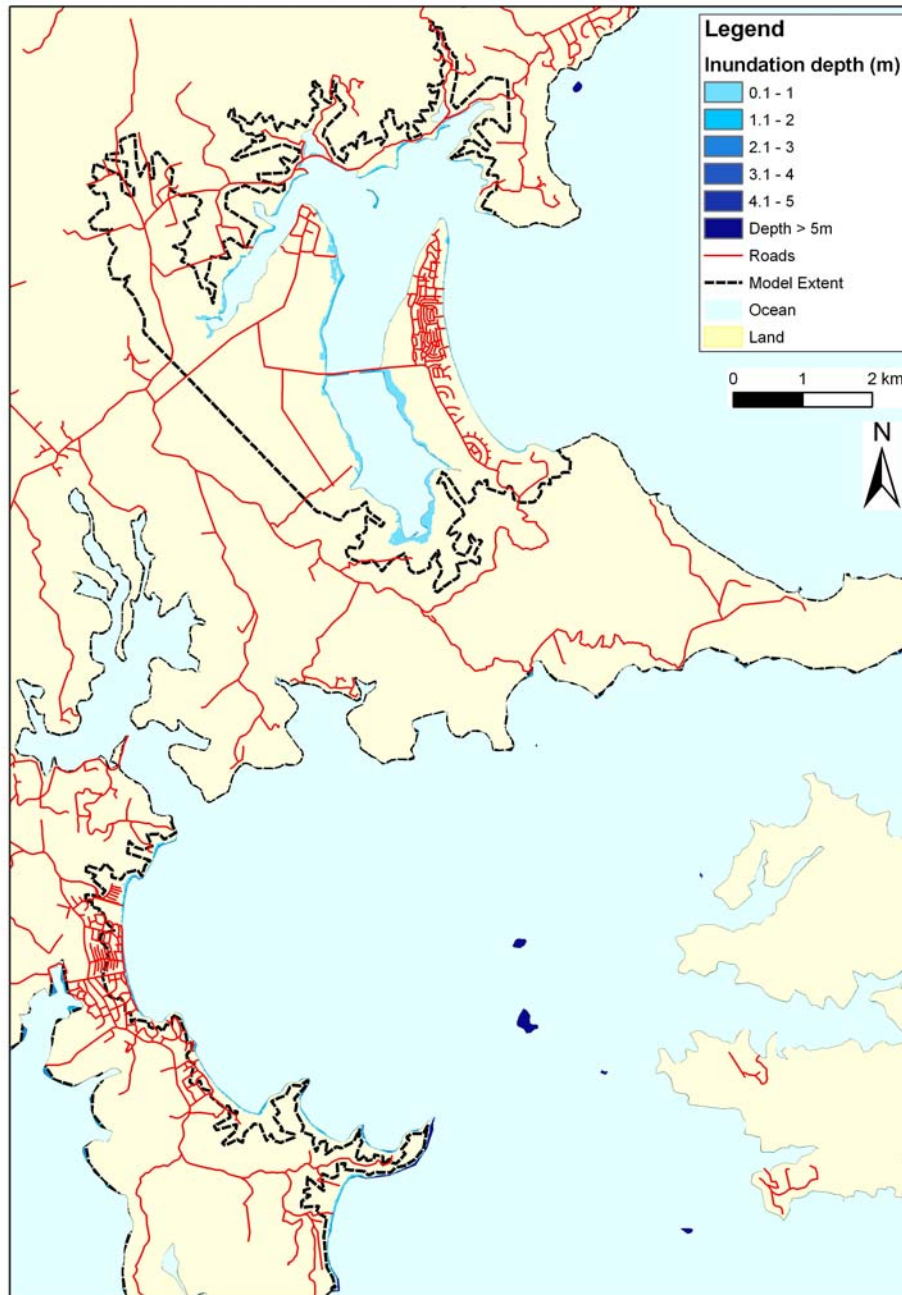 Legend
Inundation depth (m)
0.1 - 1
1.1 - 2
2.1 - 3
3.1 - 4
4.1 - 5
Depth > 5m
Roads
Model Extent
Ocean
Land
0 1 2 km
N